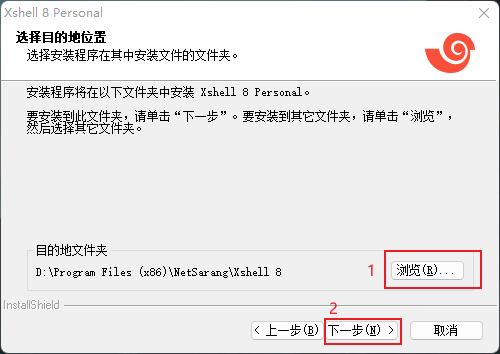 Xshell 8 Personal
选择目的地位置
选择安装程序在其中安装文件的文件夹。
安装程序将在以下文件夹中安装 Xshell 8 Personal。
要安装到此文件夹，请单击“下一步”。要安装到其它文件夹，请单击“浏览”，
然后选择其它文件夹。
目的地文件夹
D:\Program Files (x86)\NetSarang\Xshell 8
1
浏览(R)...
InstallShield
2
< 上一步(B)
下一步(N) >
取消